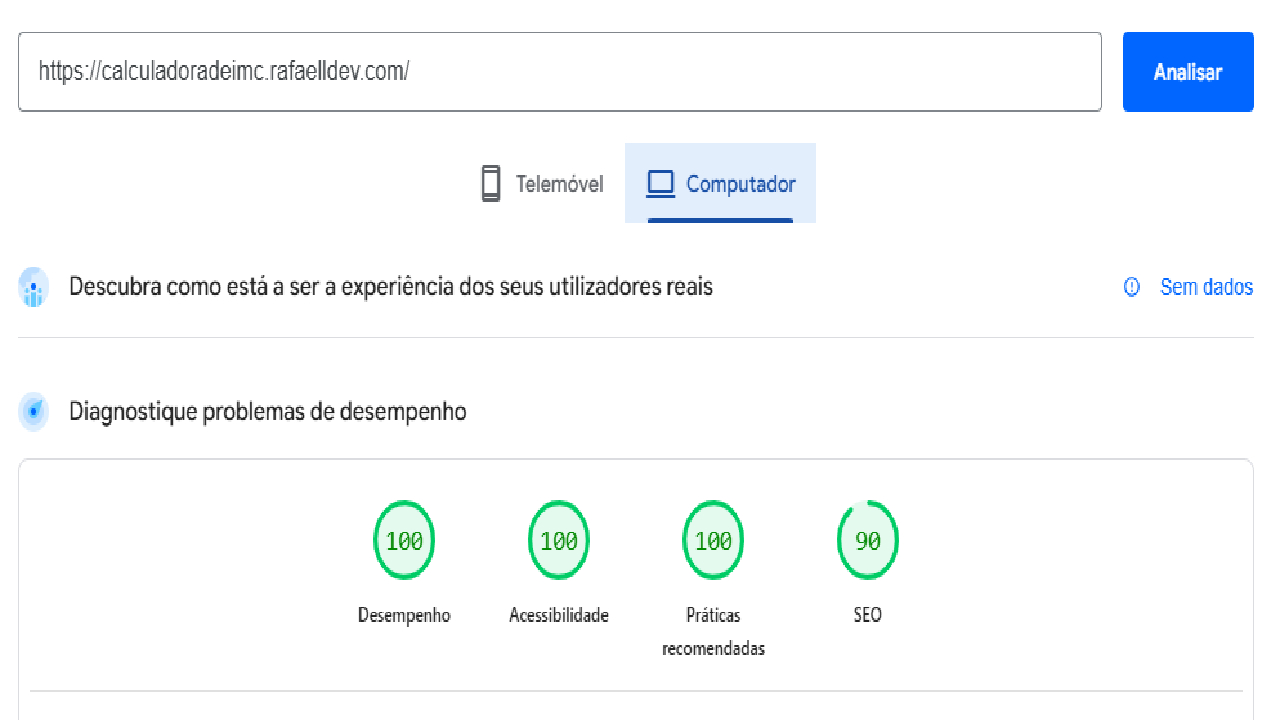 https://calculadoradeimc.rafaelldev.com/
Analisar
Telemóvel
Computador
Descubra como está a ser a experiência dos seus utilizadores reais
Sem dados
Diagnostique problemas de desempenho
100
100
100
90
Desempenho
Acessibilidade
Práticas
recomendadas
SEO